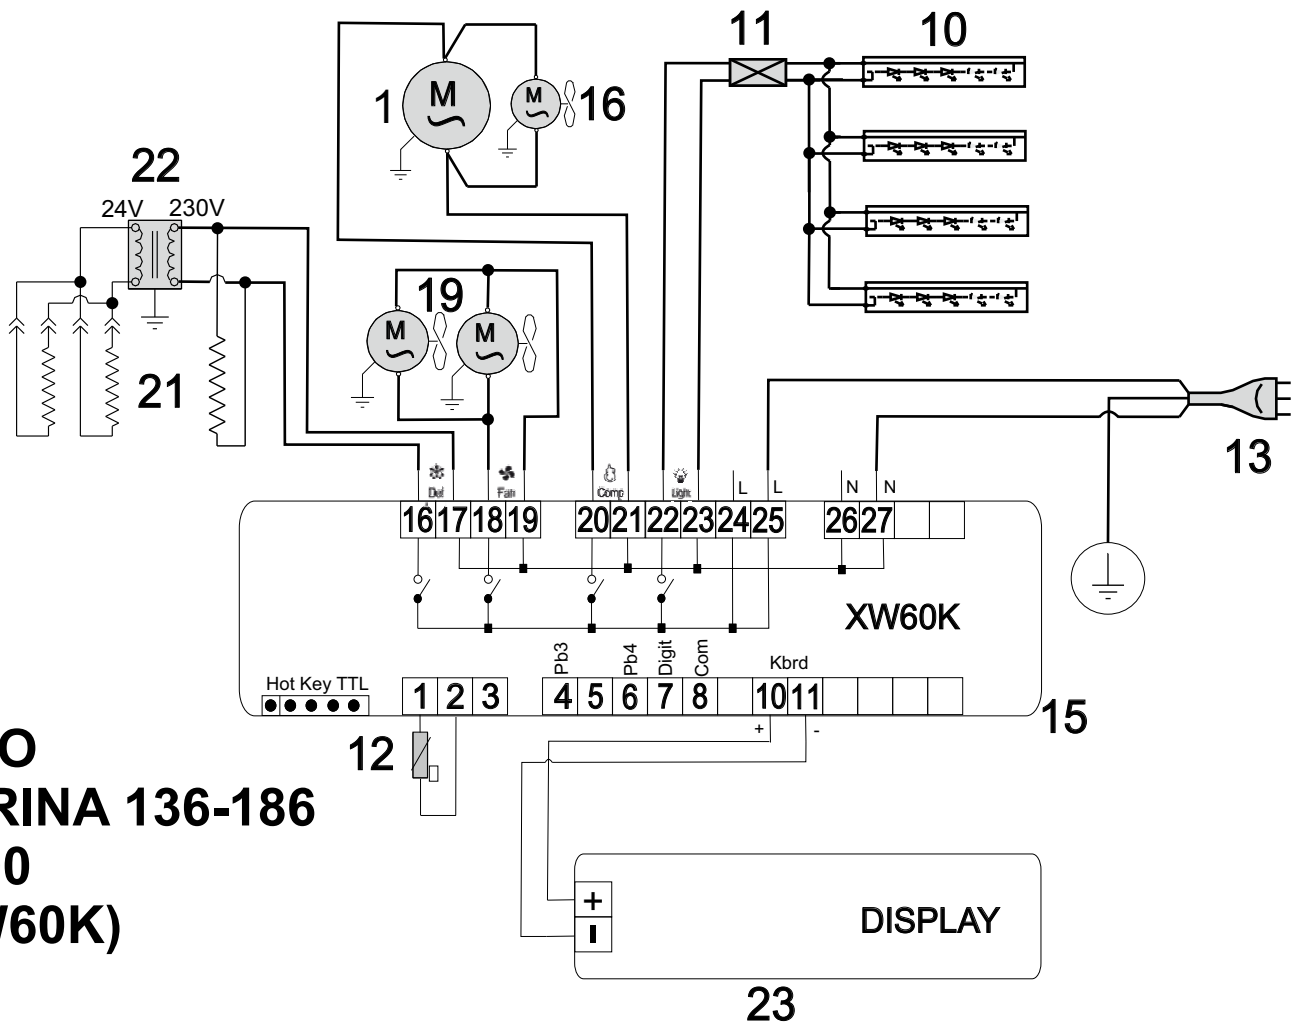 11
10
M
1
M
16
22
24V 230V
19
M
M
21
13
Def
Fan
Comp
Light
L
L
N
N
16 17 18 19 20 21 22 23 24 25 26 27
XW60K
Pb3
Pb4
Digit
Com
Kbrd
Hot Key TTL
1 2 3 4 5 6 7 8 10 11
15
+
-
12
O
RINA 136-186
0
W60K)
+
DISPLAY
-
23